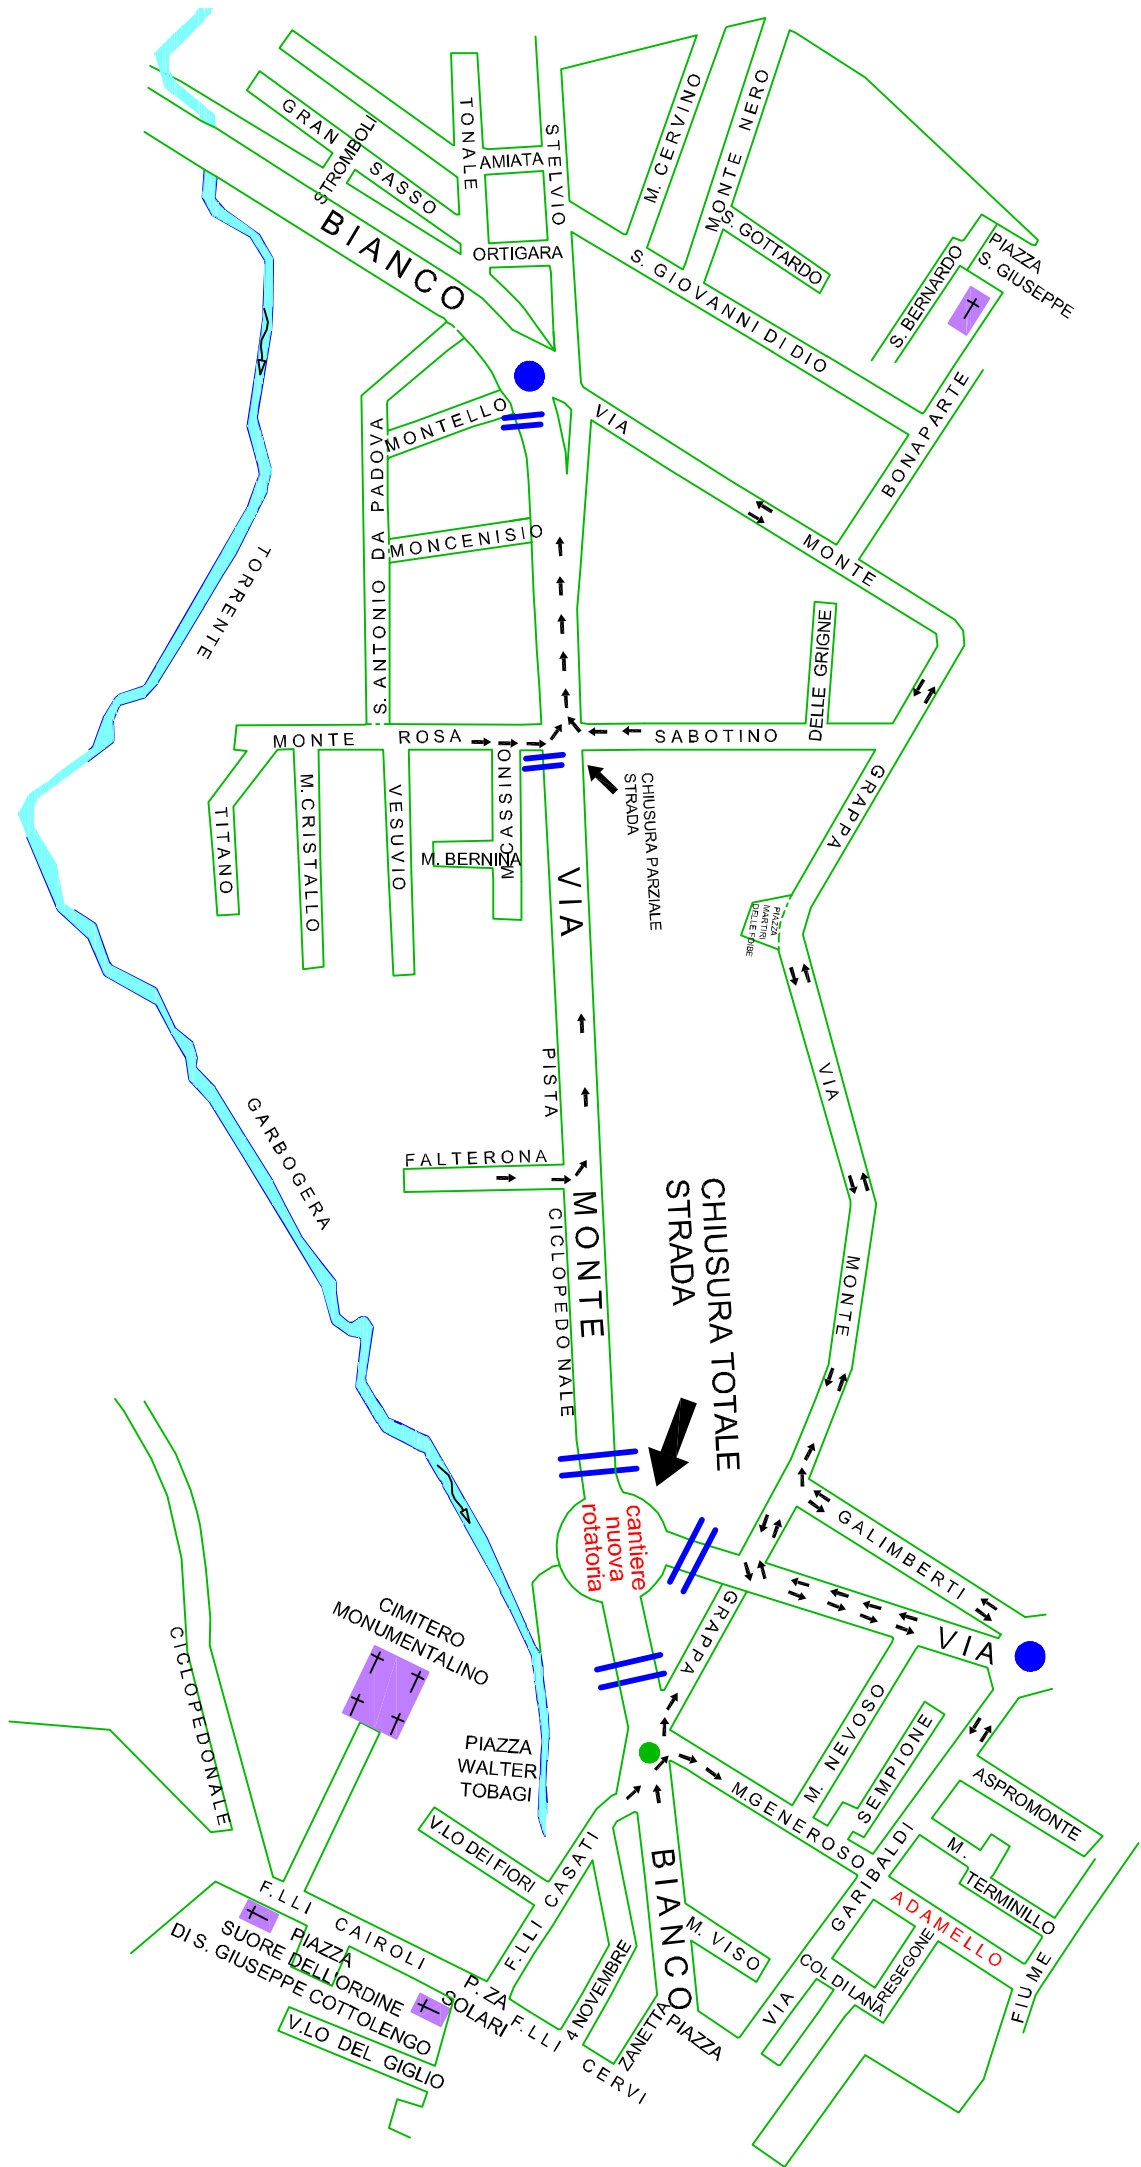 GRAN SASSO
STROMBOLI
TONALE
AMIATA
STELVIO
ORTIGARA
BIANCO
M. CERVINO
MONTE NERO
S. GOTTARDO
S. GIOVANNI DI DIO
S. BERNARDO
PIAZZA
S. GIUSEPPE
BONAPARTE
VIA
MONTE
GRAPPA
MONTELLO
MONCENISIO
S. ANTONIO DA PADOVA
TORRENTE
GARBOGERA
MONTE ROSA
SABOTINO
DELLE GRIGNE
CHIUSURA PARZIALE
STRADA
TITANO
M.CRISTALLO
VESUVIO
MCASSINO
M. BERNINA
VIA
MONTE
PISTA
CICLOPEDONALE
FALTERONA
PIAZZA
MARTIRI
DELLE FOIBE
VIA
MONTE
GRAPPA
CHIUSURA TOTALE
STRADA
cantiere
nuova
rotatoria
GALIMBERTI
VIA
CICLOPEDONALE
CIMITERO
MONUMENTALINO
PIAZZA
WALTER
TOBAGI
M.GENEROSO
M. NEVOSO
SEMPIONE
ASPROMONTE
M.
TERMINILLO
VIA GARIBALDI
ADAMELLO
COL DI LANA
RESEGONE
FIUME
BIANCO
M. VISO
V.LO DEI FIORI
F.LLI CASATI
F.LLI CAIROLI
PIAZZA
SUORE DELL'ORDINE
DI S. GIUSEPPE COTTOLENGO
P.ZA
SOLARI
V.LO DEL GIGLIO
F.LLI CERVI
4 NOVEMBRE
ZANETTA
PIAZZA